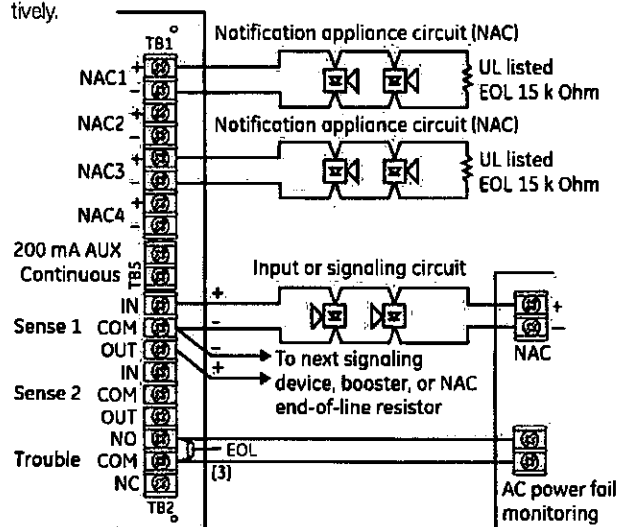 tively.
TB1
Notification appliance circuit (NAC)
NAC1 + −
UL listed
EOL 15 k Ohm
NAC2 + −
Notification appliance circuit (NAC)
NAC3 + −
UL listed
EOL 15 k Ohm
NAC4 + −
200 mA AUX
Continuous
TB5
Input or signaling circuit
IN +
Sense 1 COM −
OUT
+
−
NAC
−
+
To next signaling
device, booster, or NAC
end-of-line resistor
IN
Sense 2 COM
OUT
NO
EOL
Trouble COM (3)
NC
TB2
AC power fail
monitoring